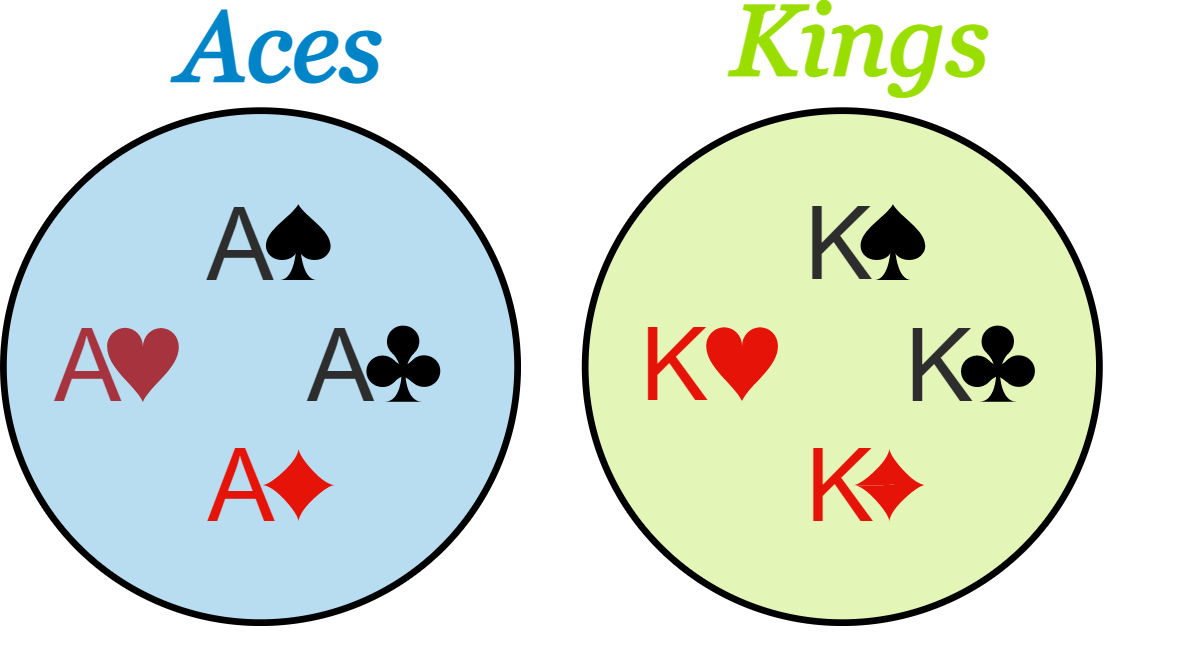 Aces Kings
A♠ K♠
A♥ A♣ K♥ K♣
A♦ K♦